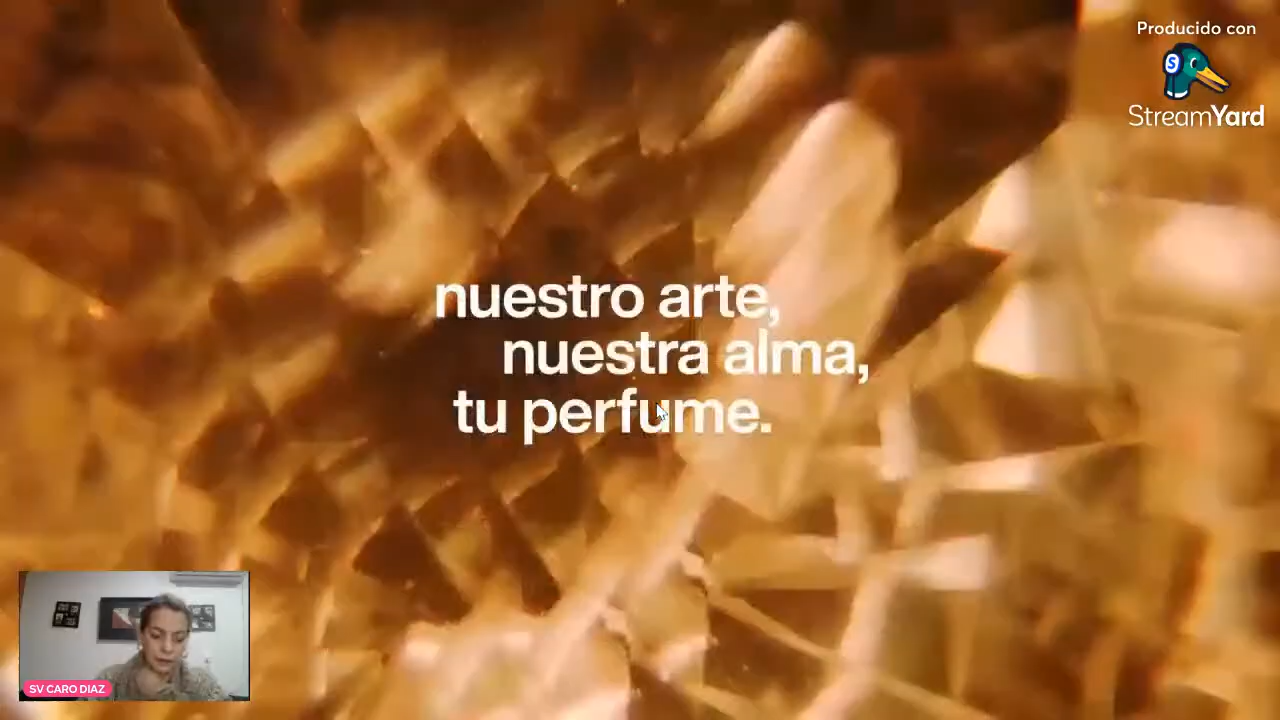 Producido con
StreamYard
nuestro arte,
nuestra alma,
tu perfume.
SV CARO DIAZ